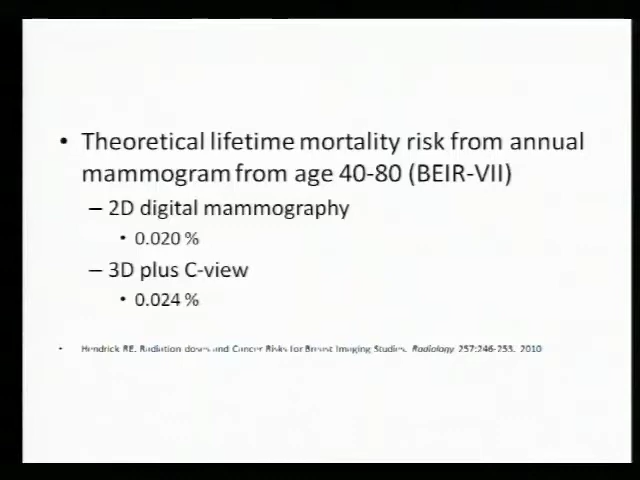 • Theoretical lifetime mortality risk from annual
mammogram from age 40-80 (BEIR-VII)
– 2D digital mammography
• 0.020 %
– 3D plus C-view
• 0.024 %
• Hendrick RE. Radiation doses and Cancer Risks for Breast Imaging Studies. Radiology 257:246-253. 2010